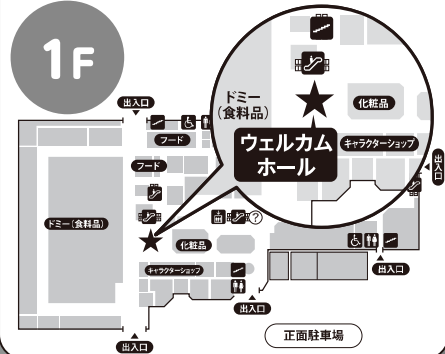 1F
出入口
フード
フード
ドミー(食料品)
化粧品
キャラクターショップ
?
出入口
出入口
出入口
出入口
正面駐車場
ドミー
(食料品)
化粧品
キャラクターショップ
ウェルカム
ホール